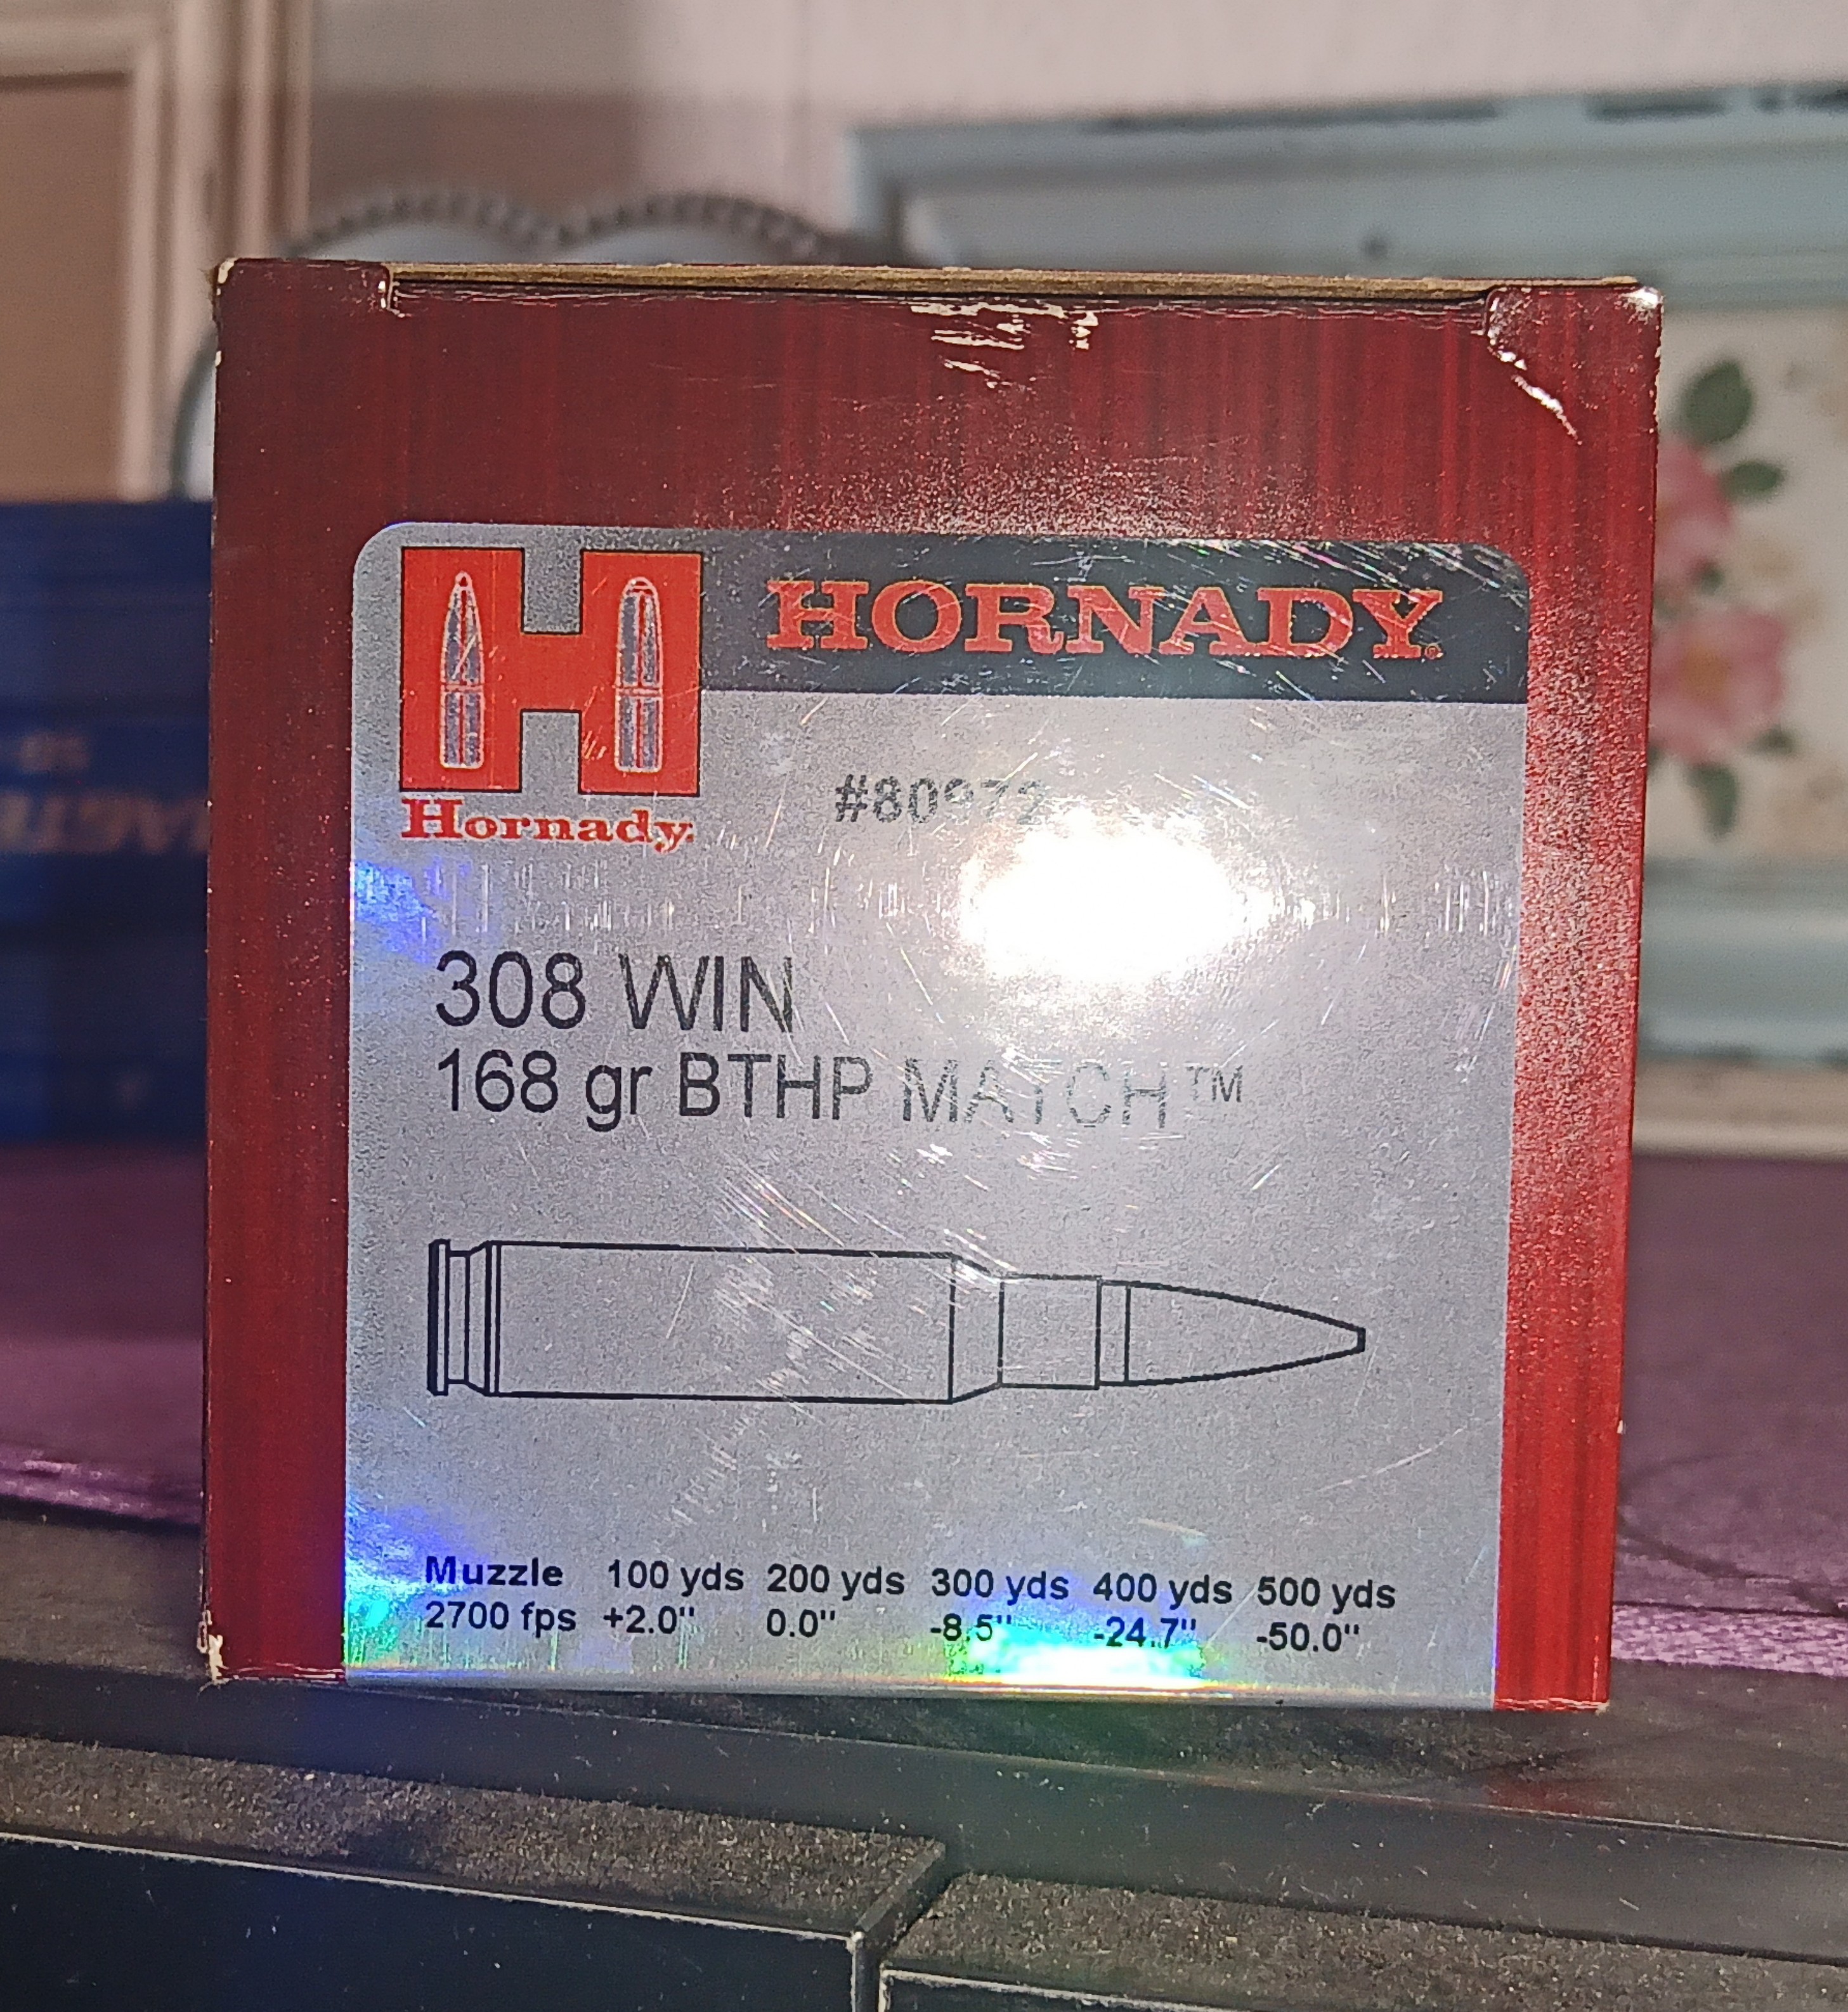 HORNADY
Hornady
#80972
308 WIN
168 gr BTHP MATCH™
Muzzle 100 yds 200 yds 300 yds 400 yds 500 yds
2700 fps +2.0" 0.0" -8.5" -24.7" -50.0"